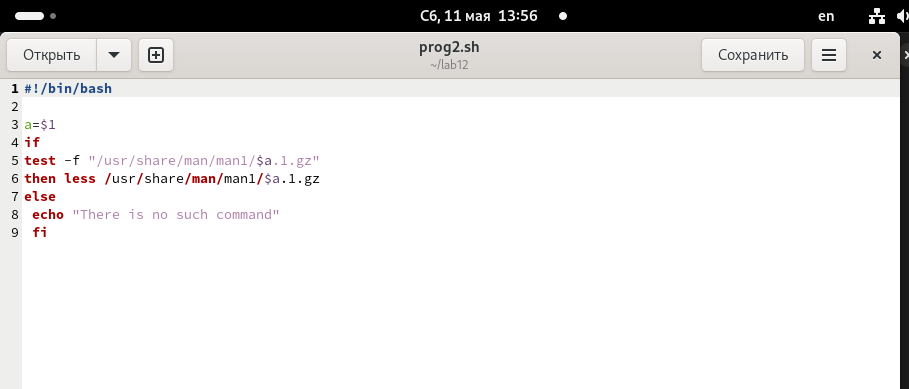 Сб, 11 мая 13:56
en
Открыть
prog2.sh
~/lab12
Сохранить
1 #!/bin/bash
2
3 a=$1
4 if
5 test -f "/usr/share/man/man1/$a.1.gz"
6 then less /usr/share/man/man1/$a.1.gz
7 else
8  echo "There is no such command"
9  fi